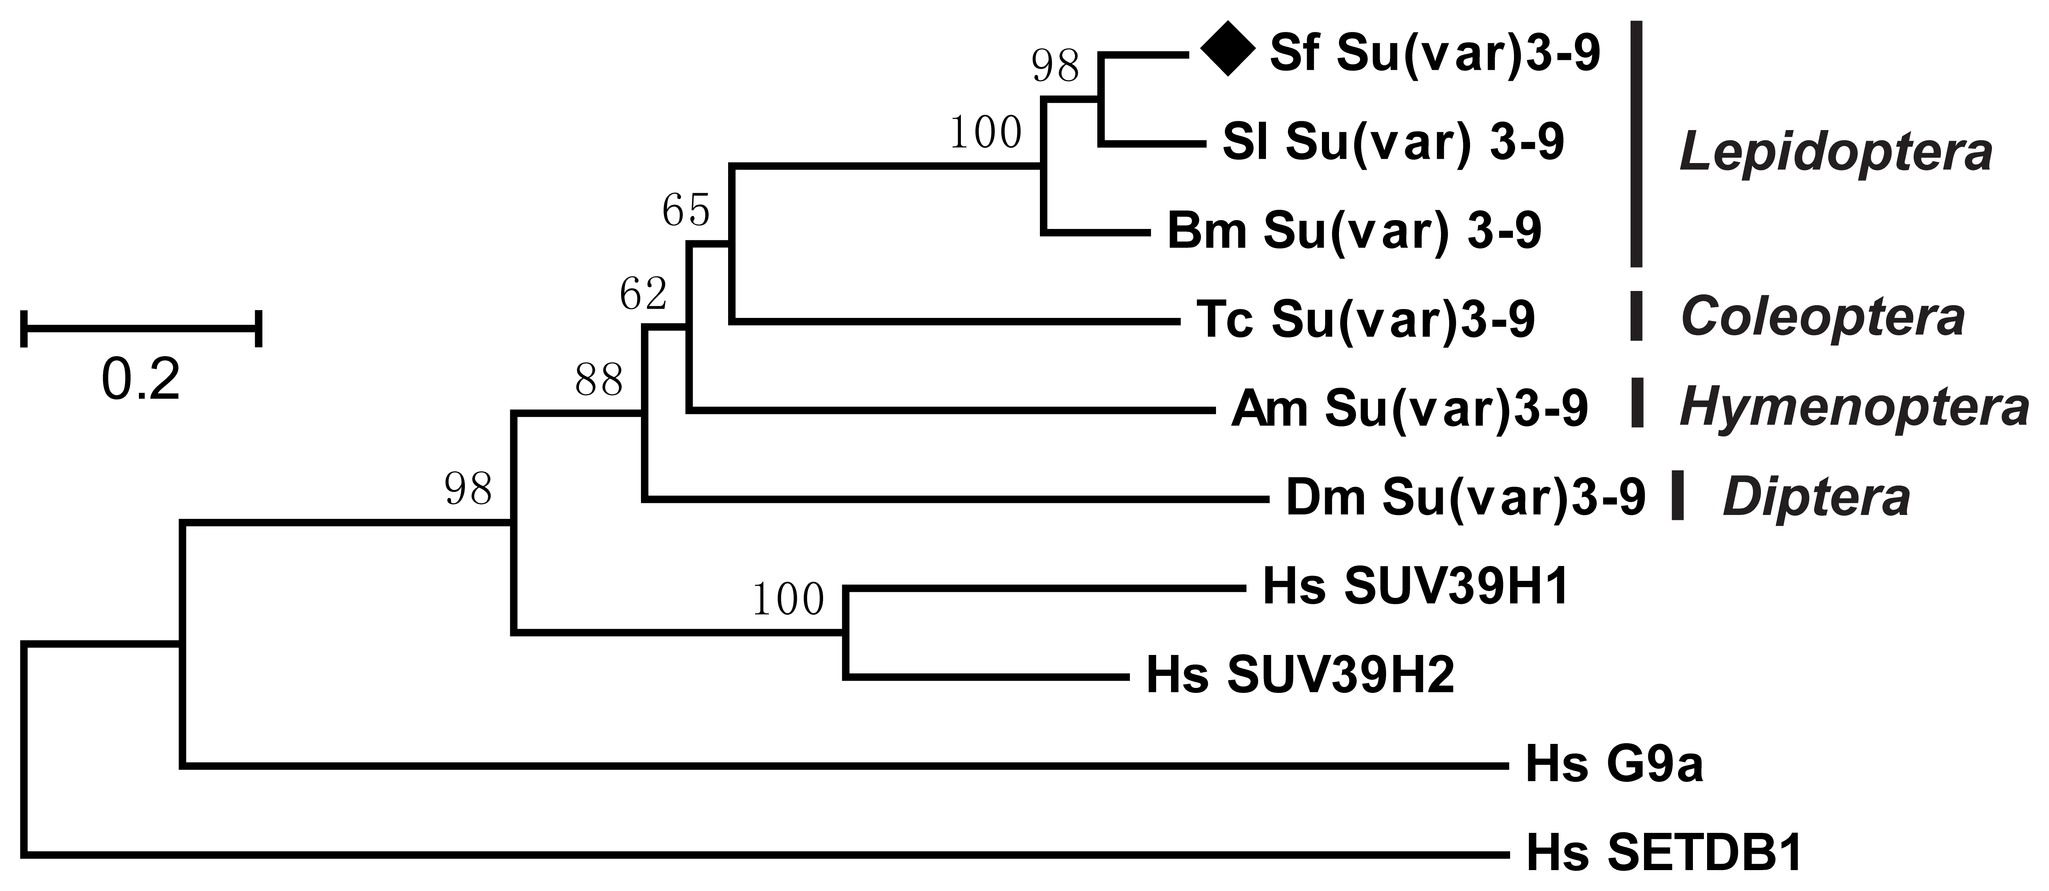 98
Sf Su(var)3-9
100
Sl Su(var) 3-9
Lepidoptera
65
Bm Su(var) 3-9
62
Tc Su(var)3-9
Coleoptera
0.2
88
Am Su(var)3-9
Hymenoptera
98
Dm Su(var)3-9
Diptera
100
Hs SUV39H1
Hs SUV39H2
Hs G9a
Hs SETDB1